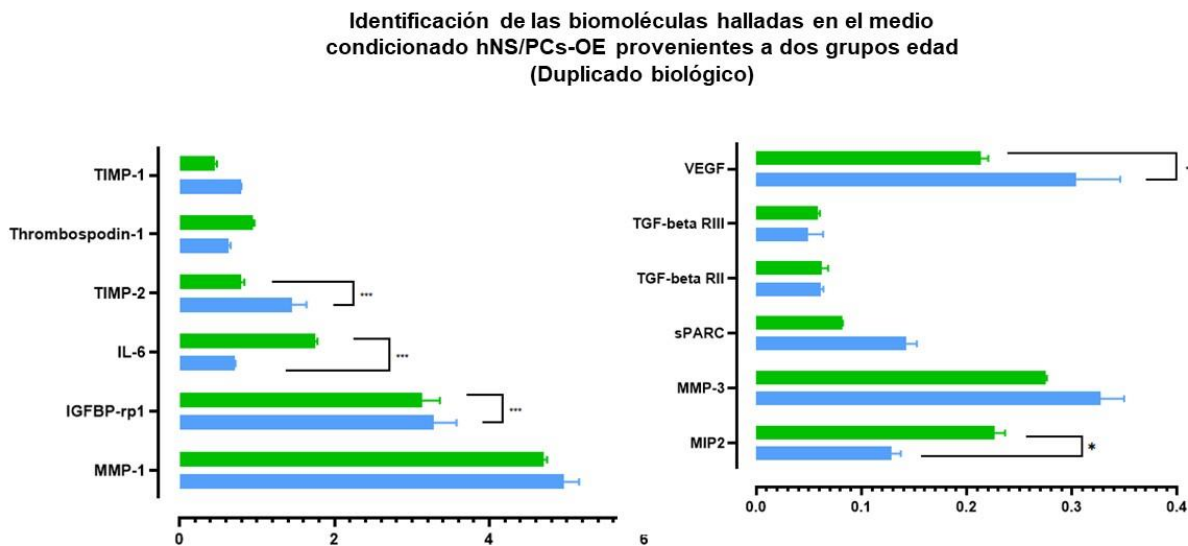 Identificación de las biomoléculas halladas en el medio
condicionado hNS/PCs-OE provenientes a dos grupos edad
(Duplicado biológico)
TIMP-1
Thrombospodin-1
TIMP-2
***
IL-6
***
IGFBP-rp1
***
MMP-1
0 2 4 6
VEGF
TGF-beta RIII
TGF-beta RII
sPARC
MMP-3
MIP2
*
0.0 0.1 0.2 0.3 0.4